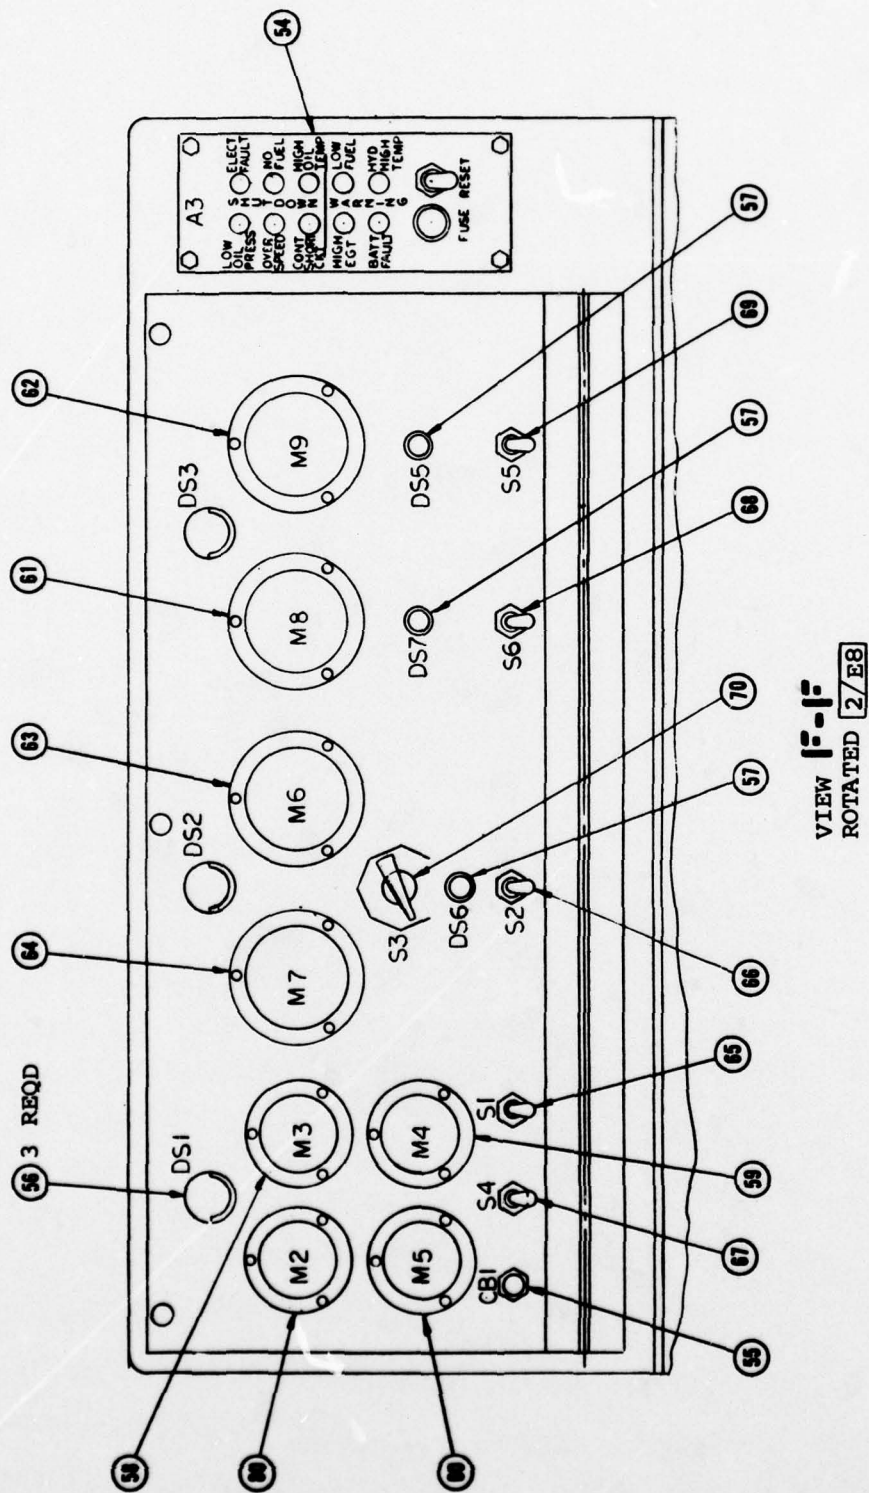 56 3 REQD
64
63
61
62
54
58
DS1
DS2
DS3
A3
LOW OIL PRESS
ELECT FAULT
OVER SPEED
NO FUEL
CONT SHORT CKT
HIGH OIL TEMP
SHUTDOWN
HIGH EGT
LOW FUEL
BATT FAULT
HYD HIGH TEMP
WARNING
FUSE
RESET
M2
M3
M7
M6
M8
M9
60
M5
M4
S3
DS6
DS7
DS5
60
CB1
S4
S1
S2
S6
S5
55
67
59
65
66
57
70
68
57
69
57
VIEW F-F
ROTATED 2/E8